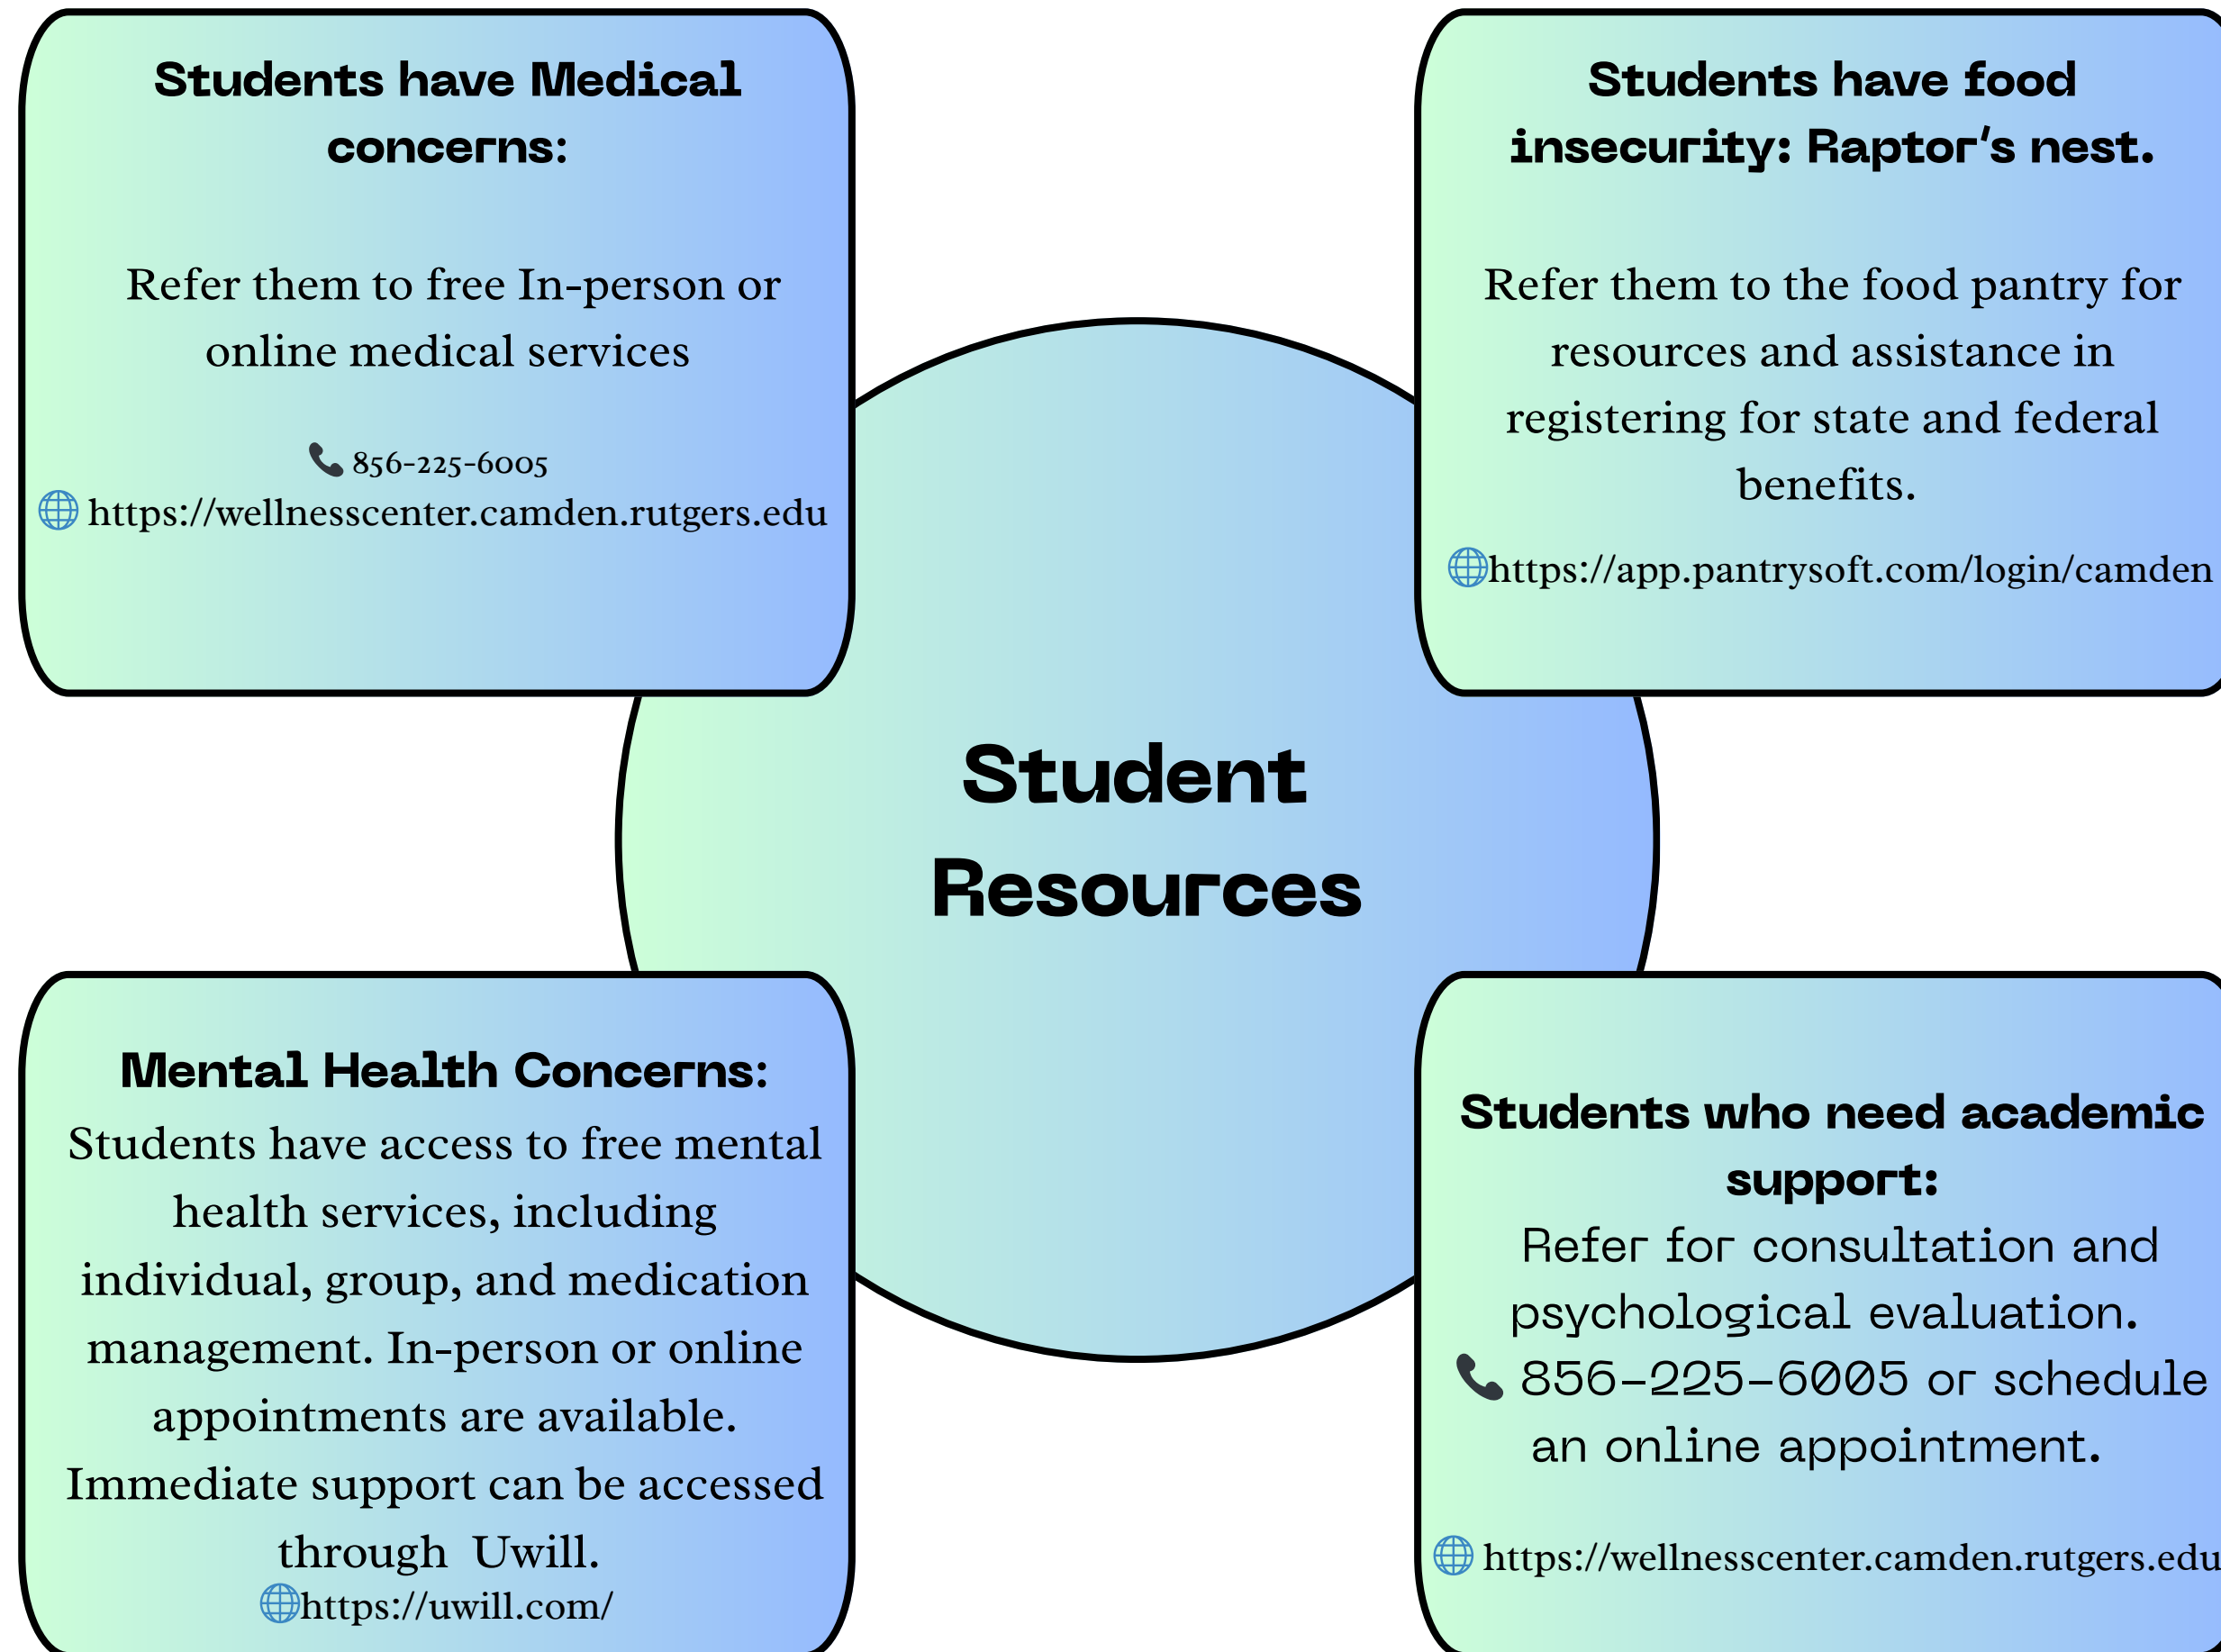 Students have Medical
concerns:
Refer them to free In-person or
online medical services
856-225-6005
https://wellnesscenter.camden.rutgers.edu
Students have food
insecurity: Raptor's nest.
Refer them to the food pantry for
resources and assistance in
registering for state and federal
benefits.
https://app.pantrysoft.com/login/camden
Student
Resources
Mental Health Concerns:
Students have access to free mental
health services, including
individual, group, and medication
management. In-person or online
appointments are available.
Immediate support can be accessed
through Uwill.
https://uwill.com/
Students who need academic
support:
Refer for consultation and
psychological evaluation.
856-225-6005 or schedule
an online appointment.
https://wellnesscenter.camden.rutgers.edu